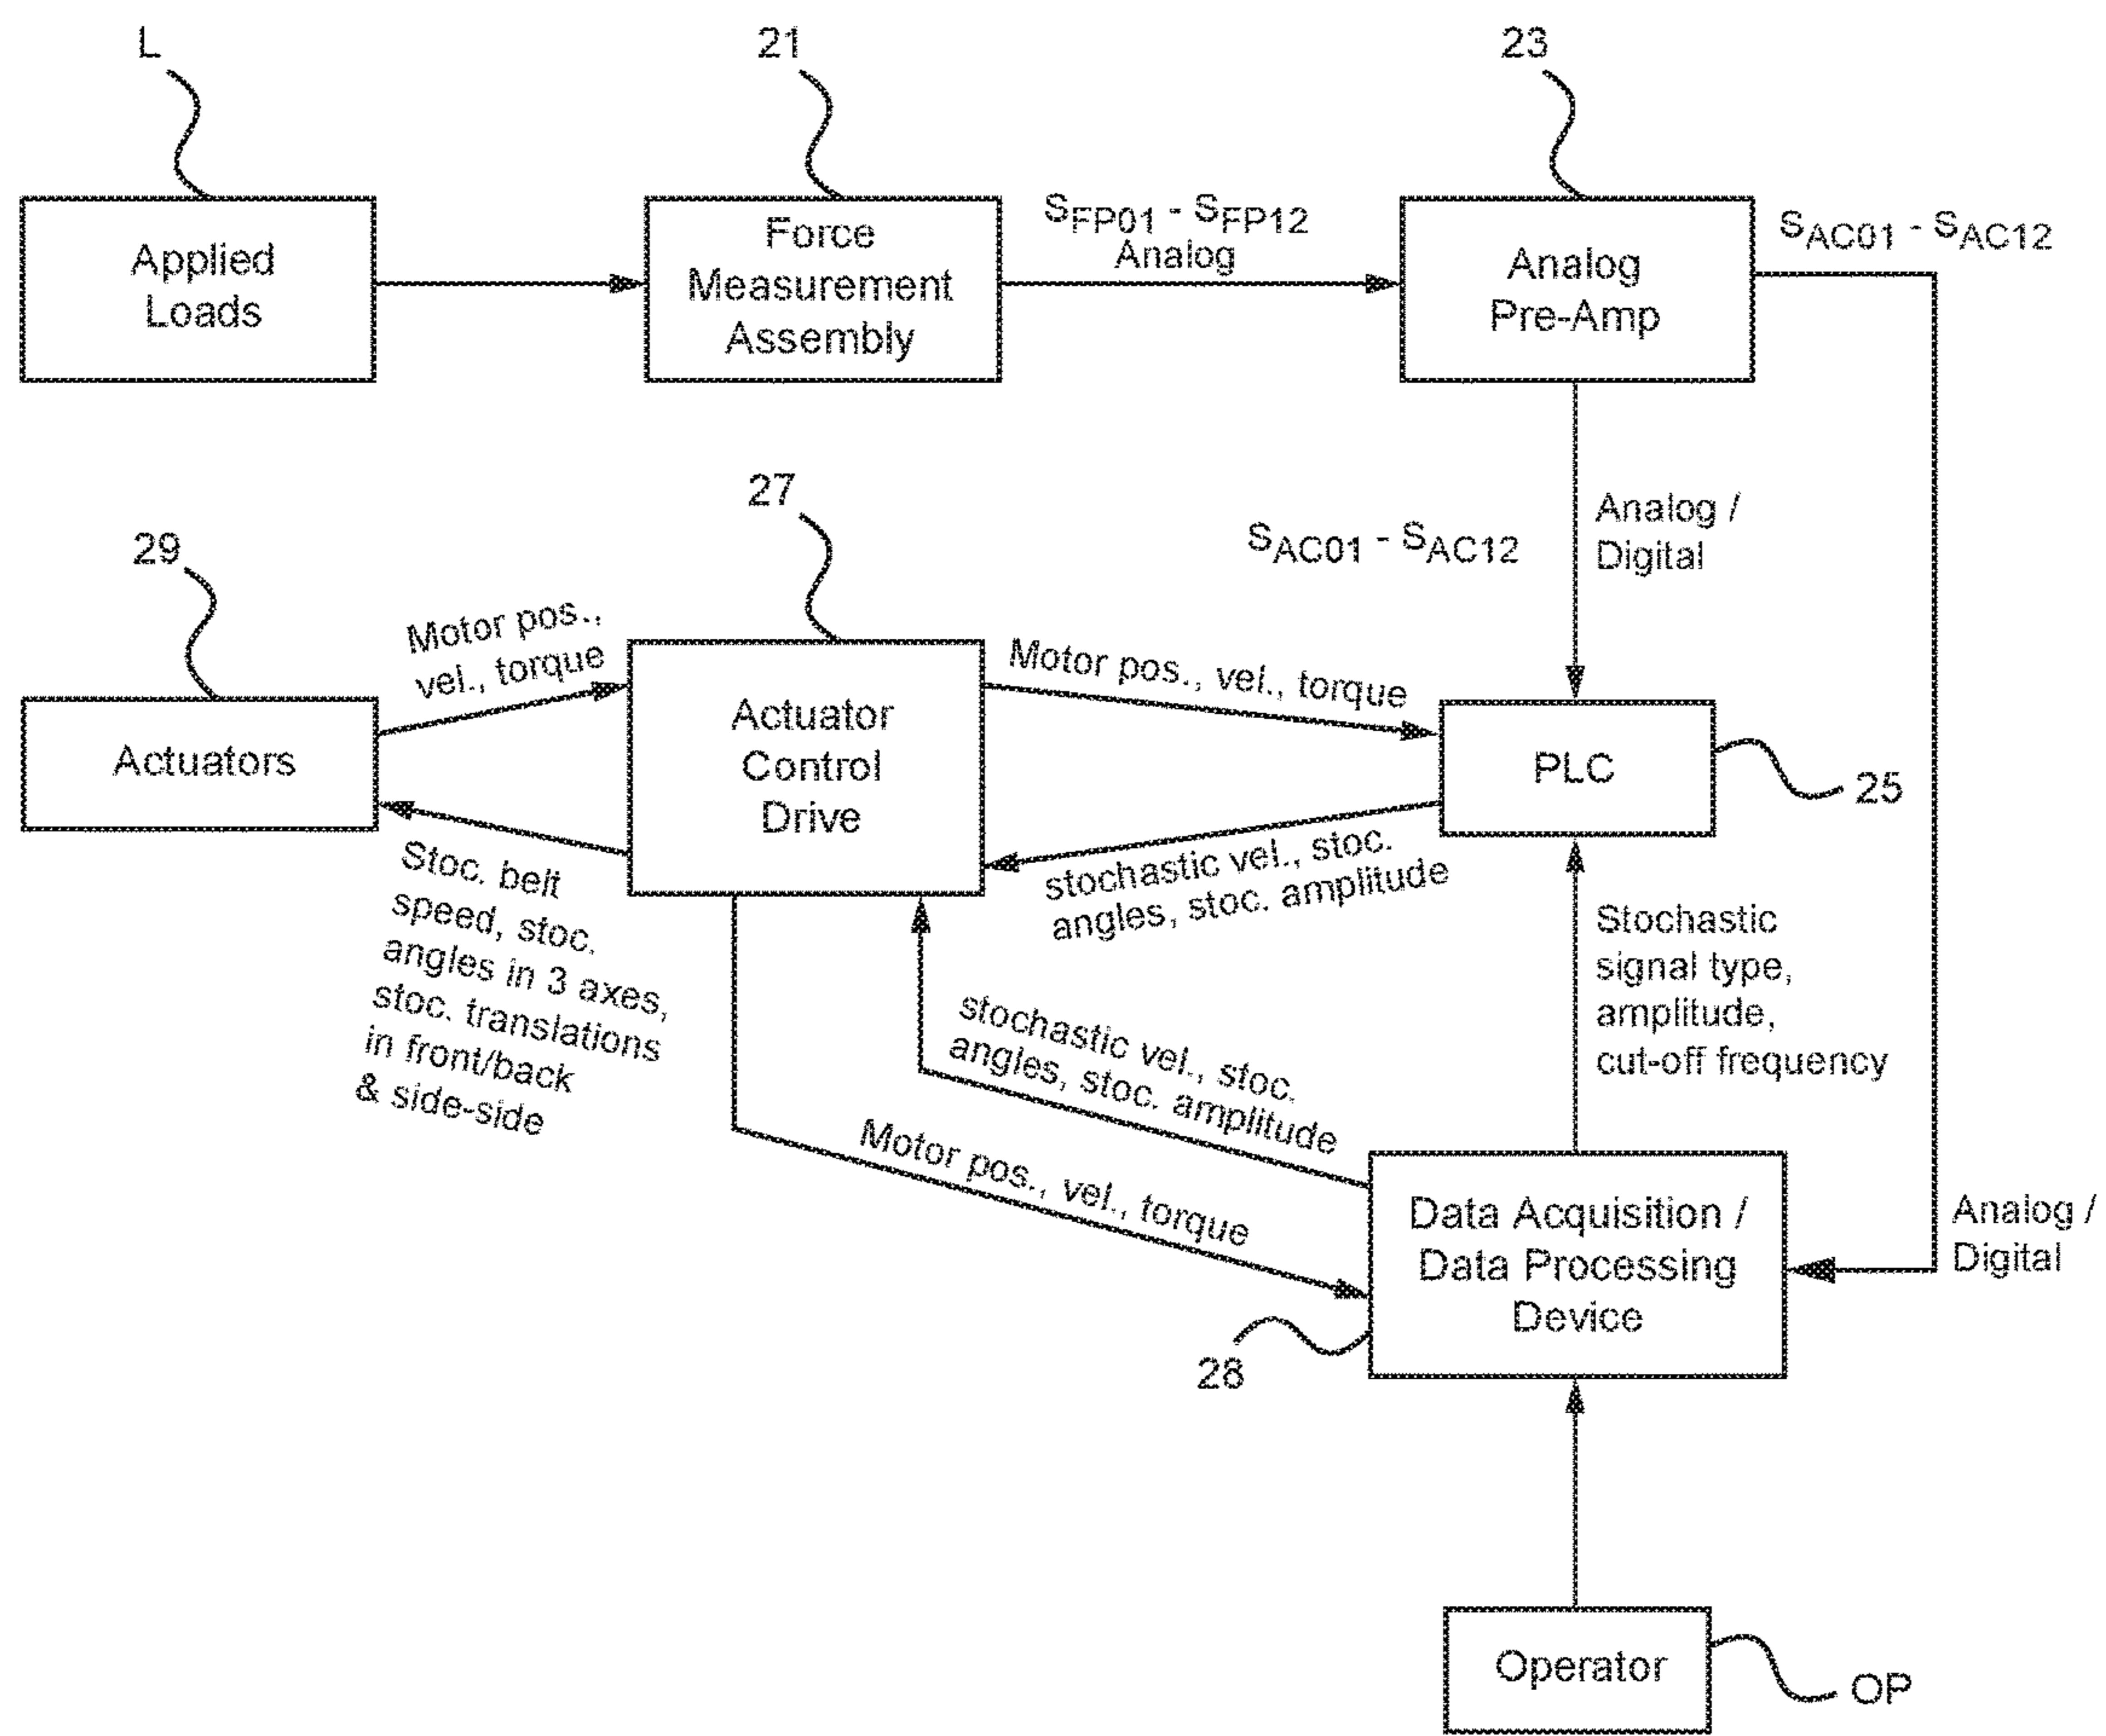 L
21
23
Applied
Loads
Force
Measurement
Assembly
SFP01 - SFP12
Analog
Analog
Pre-Amp
SAC01 - SAC12
27
29
SAC01 - SAC12
Analog /
Digital
Motor pos.,
vel., torque
Actuators
Actuator
Control
Drive
Motor pos., vel., torque
PLC
25
stochastic vel., stoc.
angles, stoc. amplitude
Stoc. belt
speed, stoc.
angles in 3 axes,
stoc. translations
in front/back
& side-side
Stochastic
signal type,
amplitude,
cut-off frequency
stochastic vel., stoc.
angles, stoc. amplitude
Motor pos., vel., torque
Data Acquisition /
Data Processing
Device
Analog /
Digital
28
Operator
OP